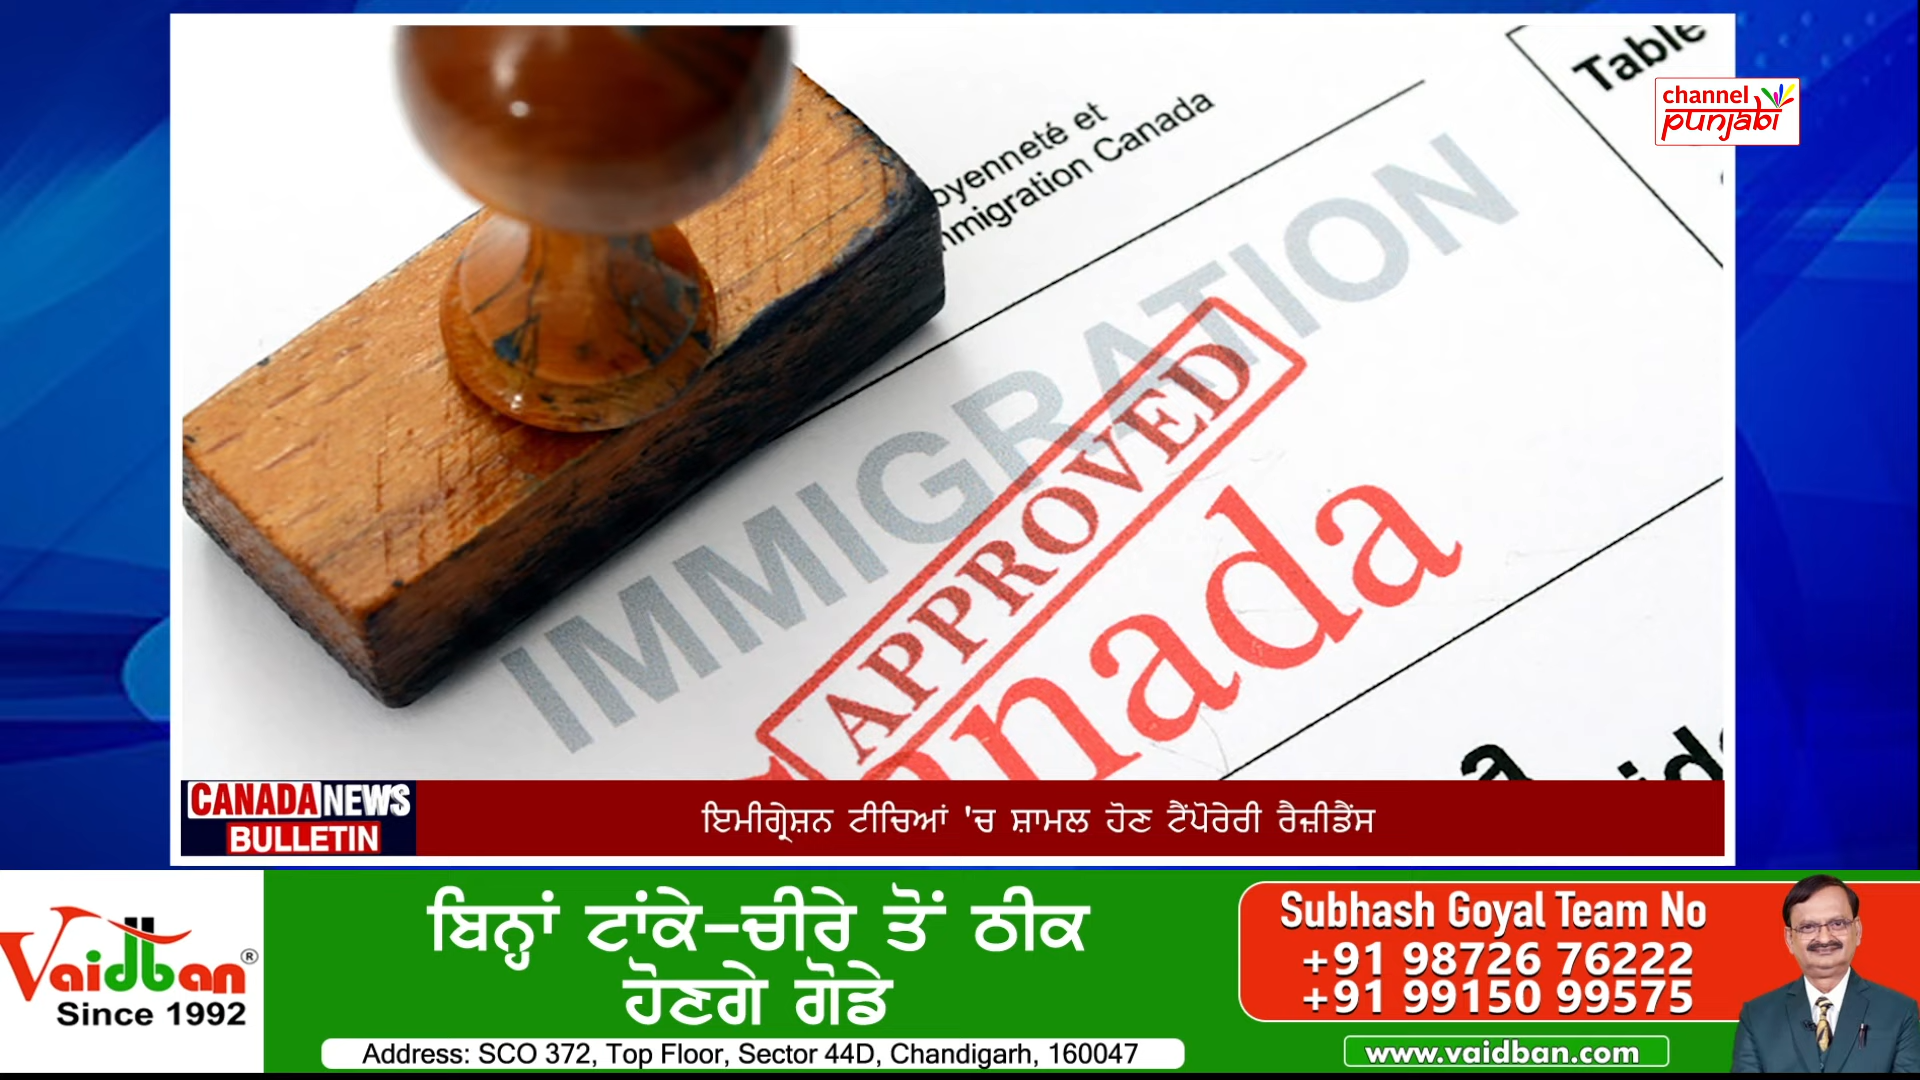 oyenneté et
mmigration Canada
Table
channel
punjabi
IMMIGRATION
APPROVED
anada
CANADA NEWS
BULLETIN
ਇਮੀਗ੍ਰੇਸ਼ਨ ਟੀਚਿਆਂ 'ਚ ਸ਼ਾਮਲ ਹੋਣ ਟੈਂਪੋਰੇਰੀ ਰੈਜ਼ੀਡੈਂਸ
Vaidban®
Since 1992
ਬਿਨ੍ਹਾਂ ਟਾਂਕੇ-ਚੀਰੇ ਤੋਂ ਠੀਕ
ਹੋਣਗੇ ਗੋਡੇ
Address: SCO 372, Top Floor, Sector 44D, Chandigarh, 160047
Subhash Goyal Team No
+91 98726 76222
+91 99150 99575
www.vaidban.com